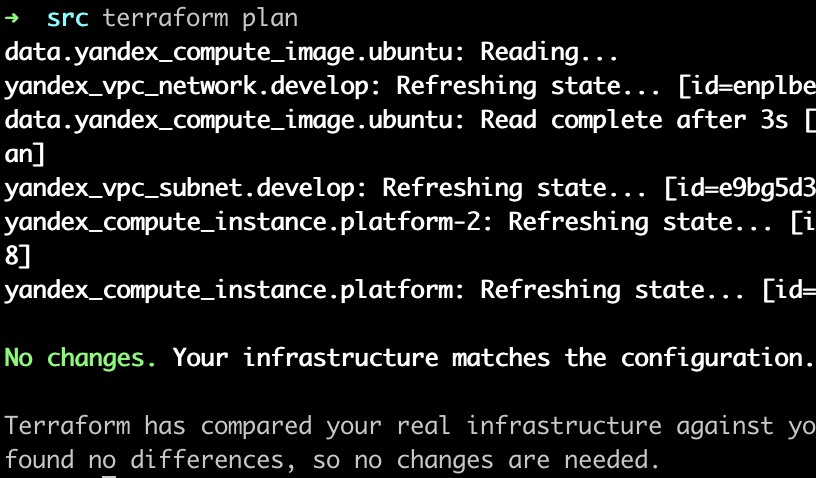 ➜  src terraform plan
data.yandex_compute_image.ubuntu: Reading...
yandex_vpc_network.develop: Refreshing state... [id=enplbe
data.yandex_compute_image.ubuntu: Read complete after 3s [
an]
yandex_vpc_subnet.develop: Refreshing state... [id=e9bg5d3
yandex_compute_instance.platform-2: Refreshing state... [i
8]
yandex_compute_instance.platform: Refreshing state... [id=
No changes. Your infrastructure matches the configuration.
Terraform has compared your real infrastructure against yo
found no differences, so no changes are needed.